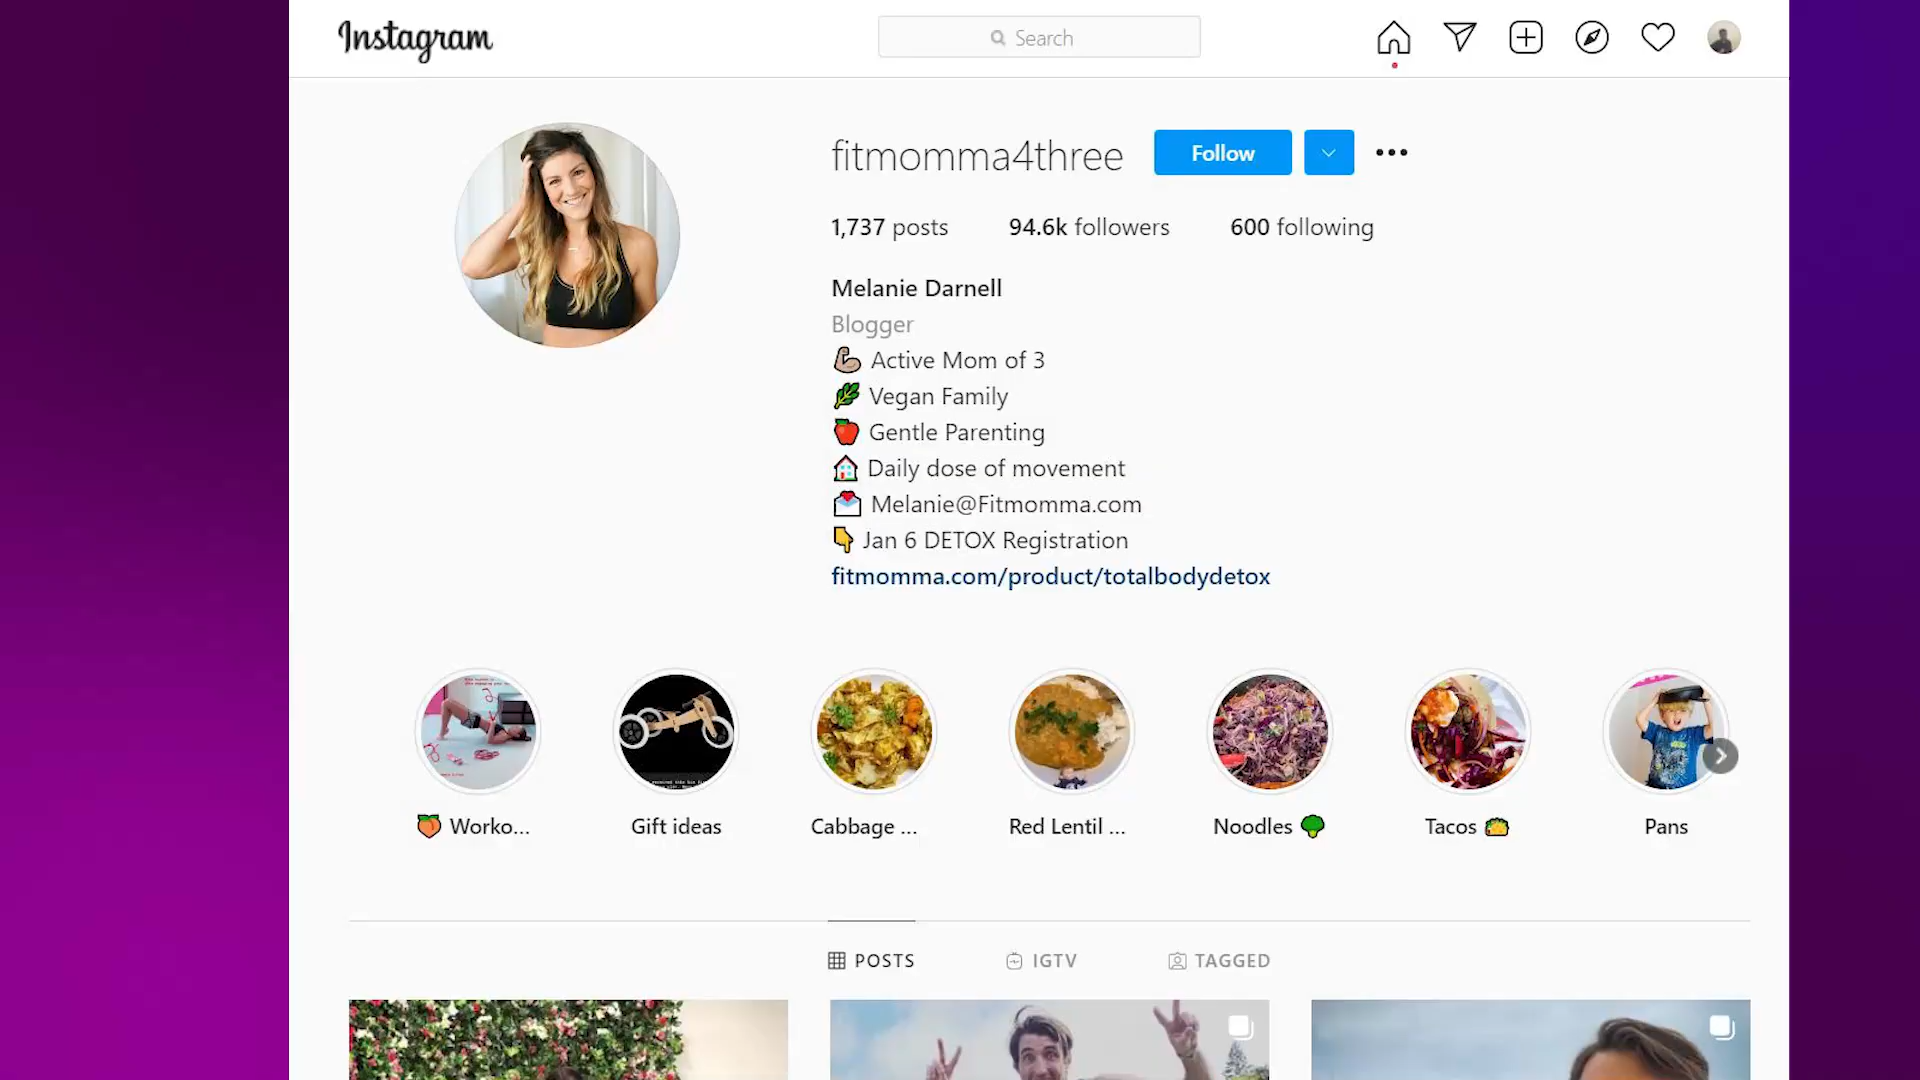 Instagram
Search
fitmomma4three
Follow
1,737 posts 94.6k followers 600 following
Melanie Darnell
Blogger
💪🏼 Active Mom of 3
🌿 Vegan Family
🍎 Gentle Parenting
🏠 Daily dose of movement
💌 Melanie@Fitmomma.com
👇 Jan 6 DETOX Registration
fitmomma.com/product/totalbodydetox
🍑 Worko... Gift ideas Cabbage ... Red Lentil ... Noodles 🥦 Tacos 🌮 Pans
POSTS IGTV TAGGED